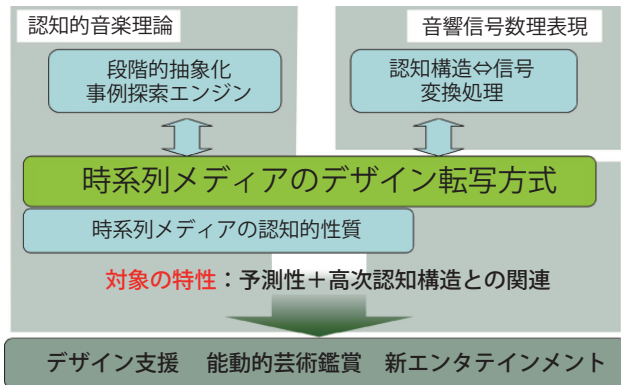 認知的音楽理論
音響信号数理表現
段階的抽象化
事例探索エンジン
認知構造⇔信号
変換処理
時系列メディアのデザイン転写方式
時系列メディアの認知的性質
対象の特性：予測性＋高次認知構造との関連
デザイン支援 能動的芸術鑑賞 新エンタテインメント